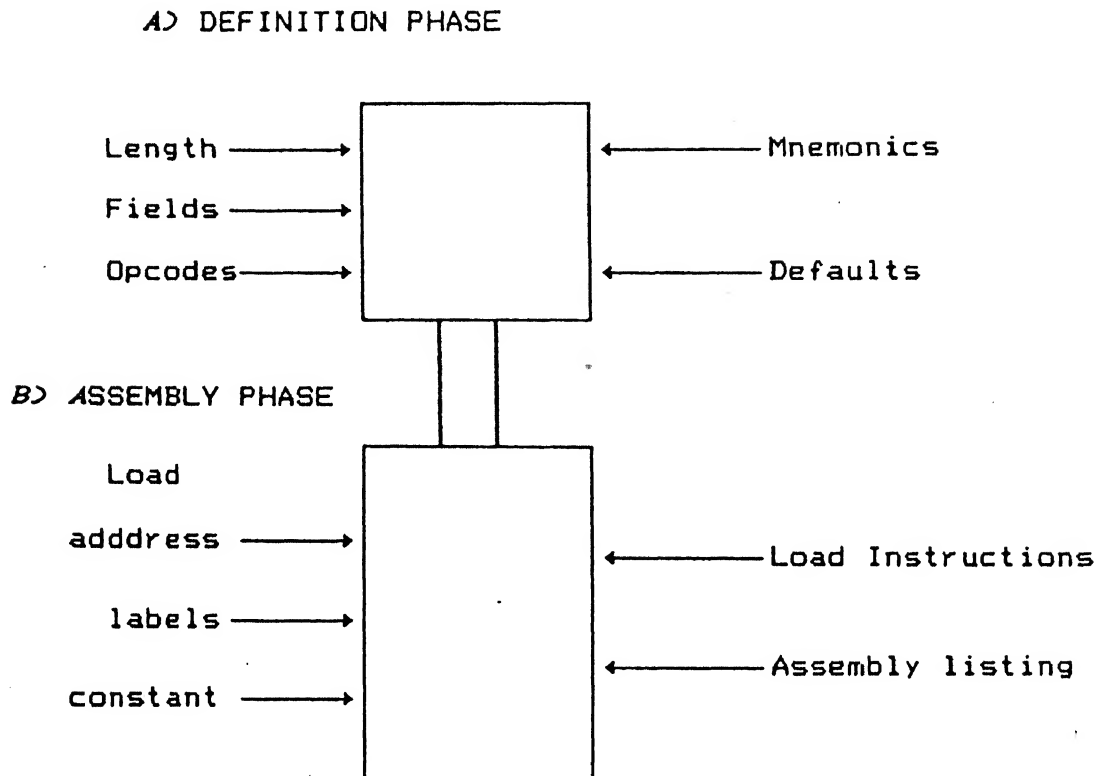 A) DEFINITION PHASE
Length
Mnemonics
Fields
Opcodes
Defaults
B) ASSEMBLY PHASE
Load
adddress
Load Instructions
labels
Assembly listing
constant